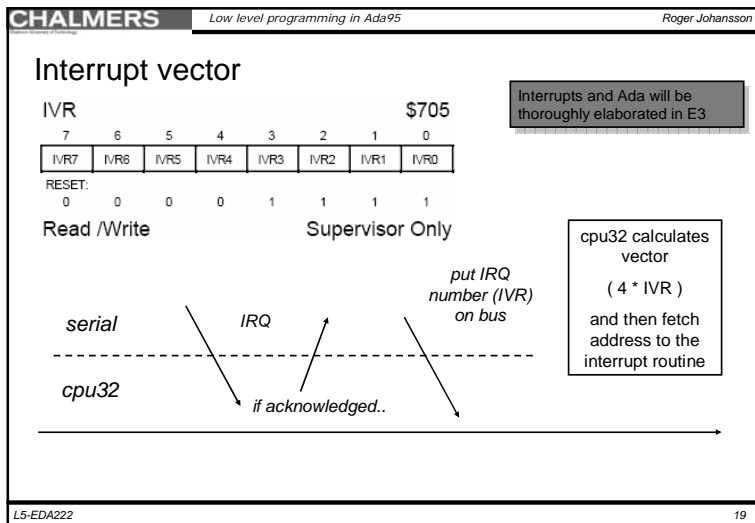 CHALMERS
Low level programming in Ada95
Roger Johansson
Interrupt vector
Interrupts and Ada will be
thoroughly elaborated in E3
IVR $705
7 6 5 4 3 2 1 0
IVR7 IVR6 IVR5 IVR4 IVR3 IVR2 IVR1 IVR0
RESET:
0 0 0 0 1 1 1 1
Read /Write Supervisor Only
cpu32 calculates
vector
( 4 * IVR )
and then fetch
address to the
interrupt routine
put IRQ
number (IVR)
on bus
serial
IRQ
cpu32
if acknowledged..
L5-EDA222
19